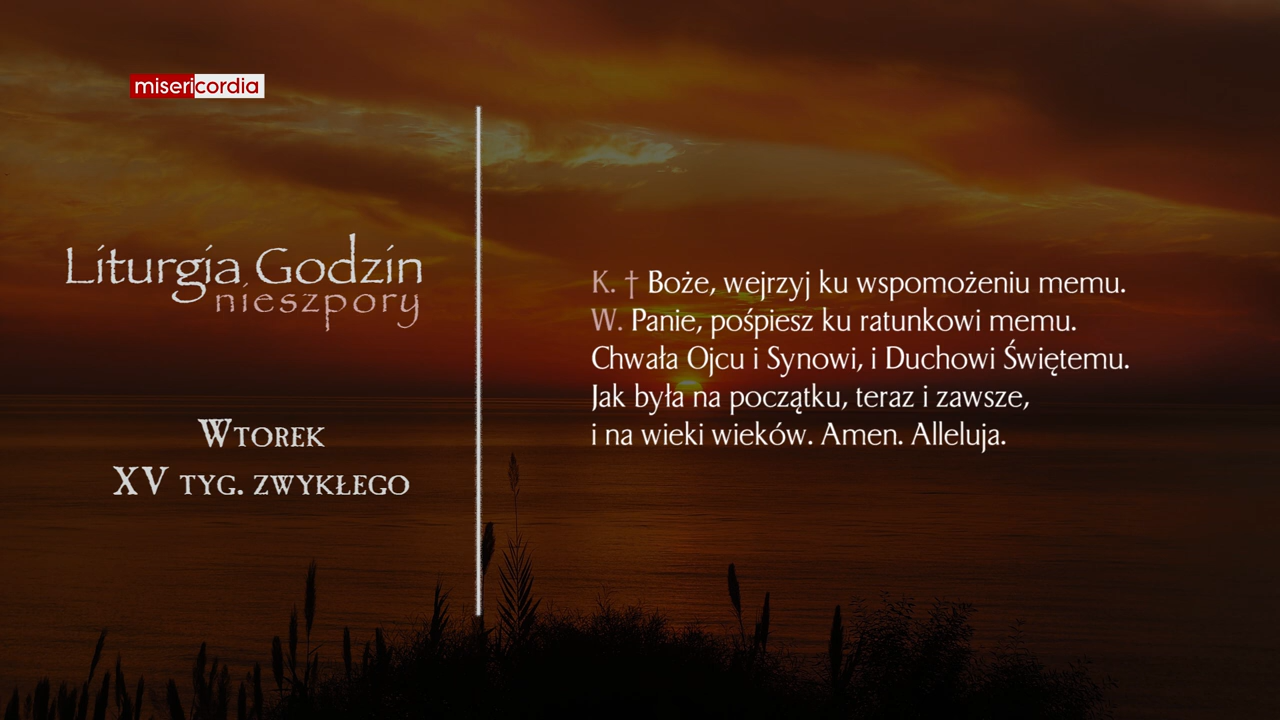 misericordia
Liturgia Godzin
nieszpory
Wtorek
XV tyg. zwykłego
K. † Boże, wejrzyj ku wspomożeniu memu.
W. Panie, pośpiesz ku ratunkowi memu.
Chwała Ojcu i Synowi, i Duchowi Świętemu.
Jak była na początku, teraz i zawsze,
i na wieki wieków. Amen. Alleluja.